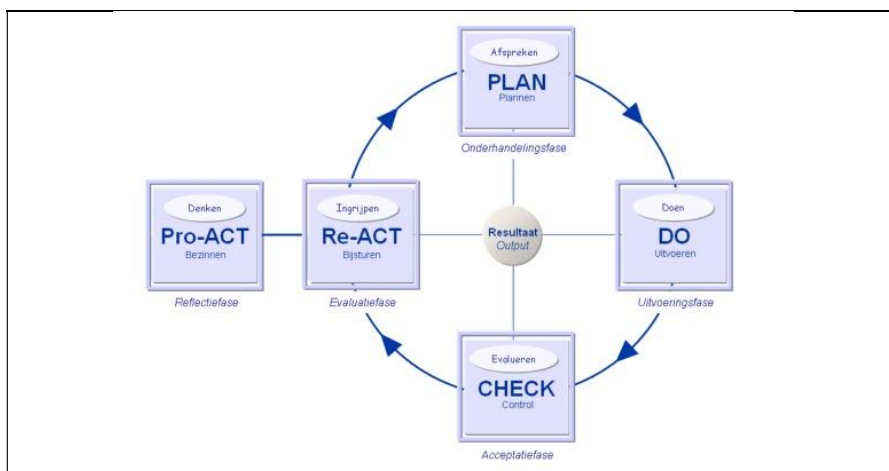 Afspreken
PLAN
Plannen
Onderhandelingsfase
Denken
Pro-ACT
Bezinnen
Reflectiefase
Ingrijpen
Re-ACT
Bijsturen
Evaluatiefase
Resultaat
Output
Doen
DO
Uitvoeren
Uitvoeringsfase
Evalueren
CHECK
Control
Acceptatiefase